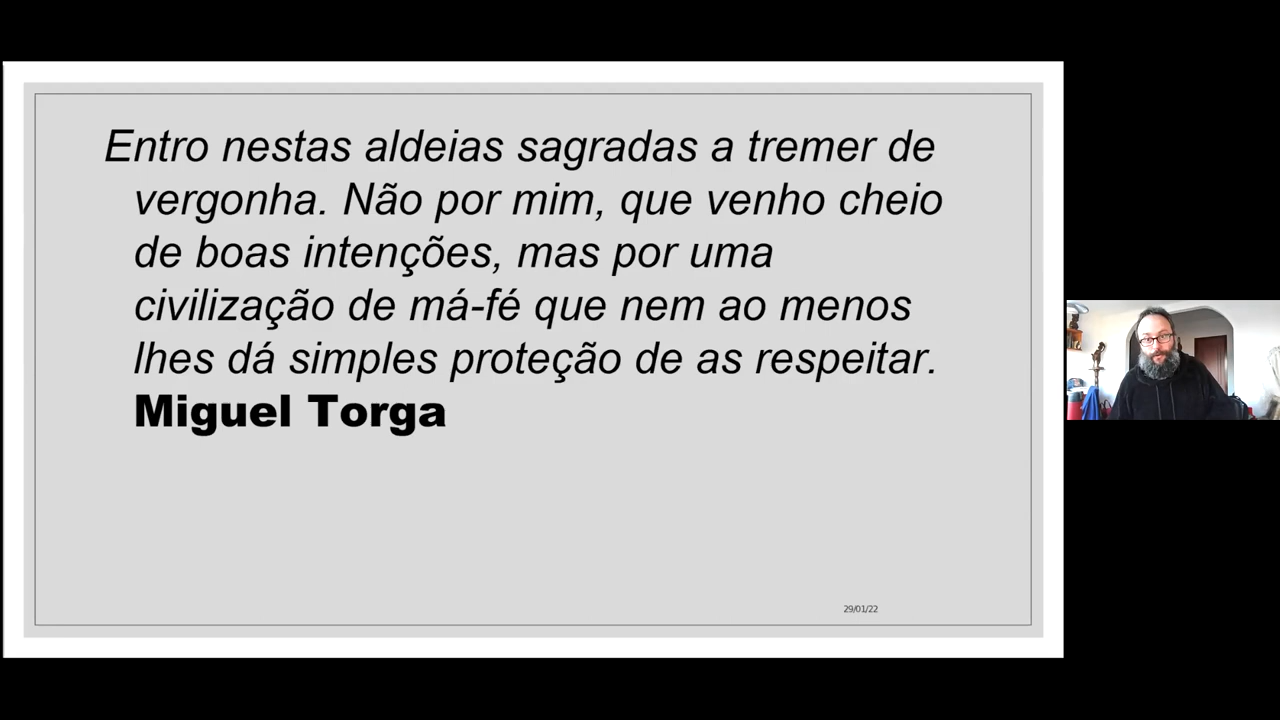 Entro nestas aldeias sagradas a tremer de
vergonha. Não por mim, que venho cheio
de boas intenções, mas por uma
civilização de má-fé que nem ao menos
lhes dá simples proteção de as respeitar.
Miguel Torga
29/01/22